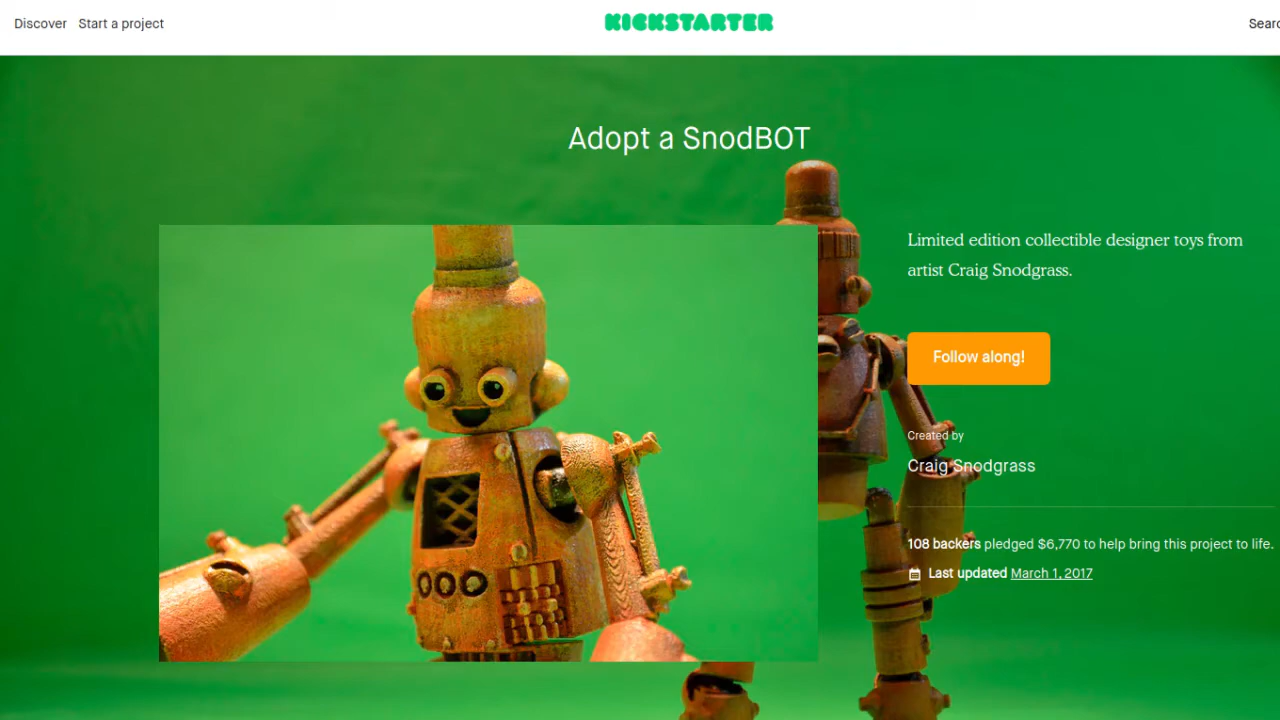 Discover Start a project
KICKSTARTER
Adopt a SnodBOT
Limited edition collectible designer toys from
artist Craig Snodgrass.
Follow along!
Created by
Craig Snodgrass
108 backers pledged $6,770 to help bring this project to life.
Last updated March 1, 2017